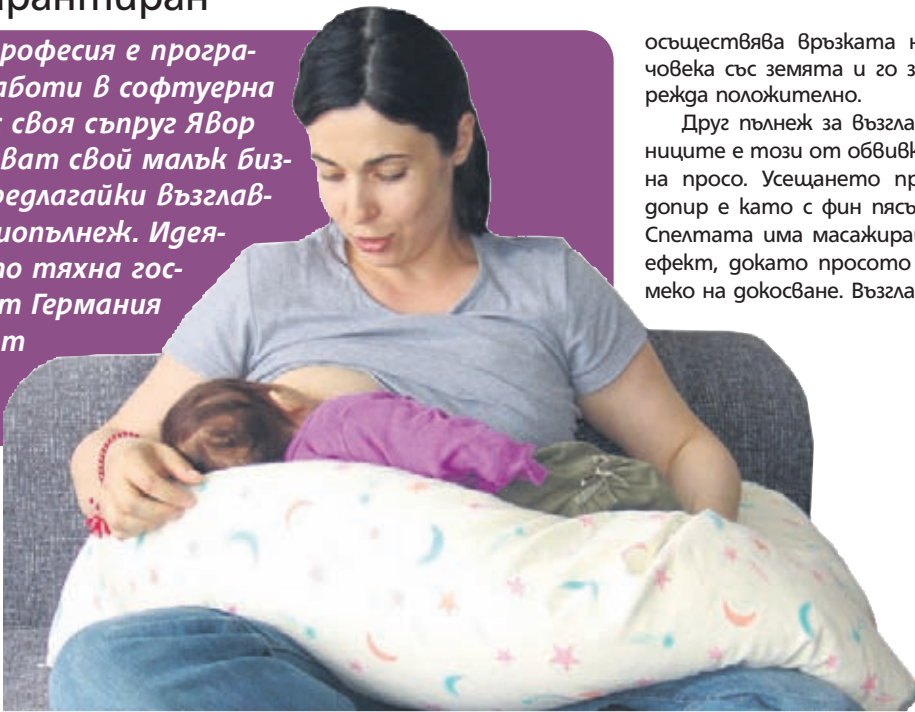 рантиран
рофесия е програ-
аботи в софтуерна
своя съпруг Явор
ват свой малък биз-
редлагайки възглав-
иопълнеж. Идея-
о тяхна гос-
т Германия
т
осъществява връзката н
човека със земята и го з
режда положително.
Друг пълнеж за възгла
ниците е този от обвивк
на просо. Усещането пр
допир е като с фин пясъ
Спелтата има масажира
ефект, докато просото
меко на докосване. Възгла